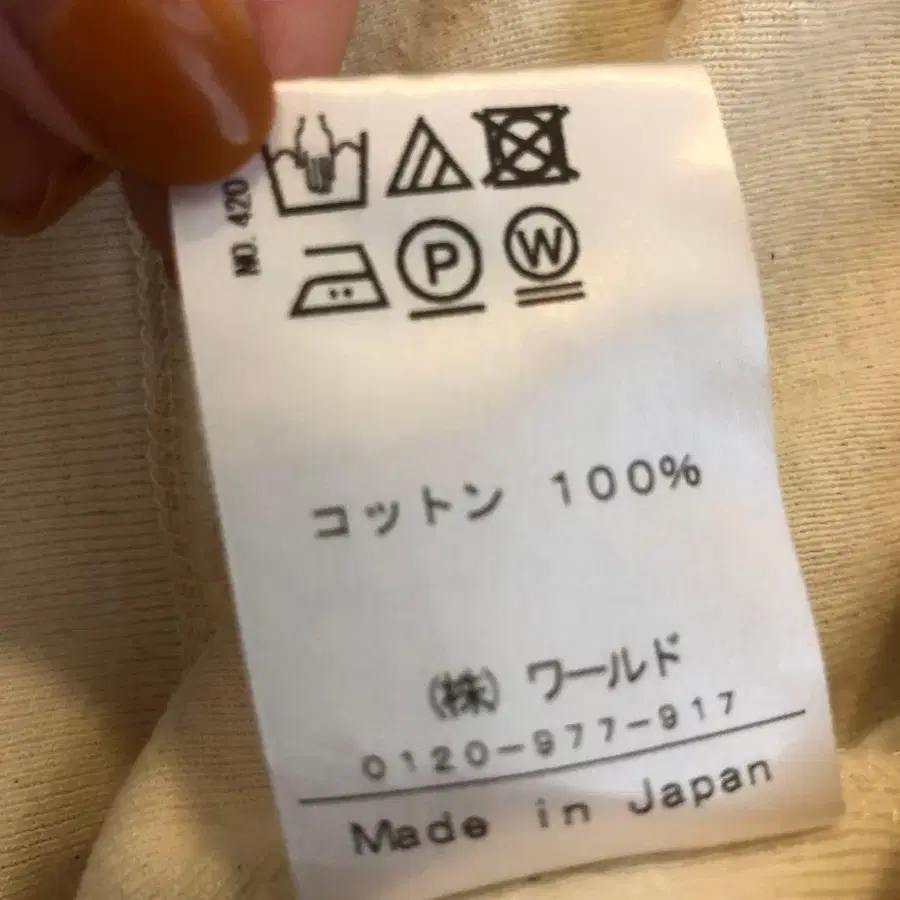 NO. 420
P W
コットン 100%
(株) ワールド
0120-977-917
Made in Japan